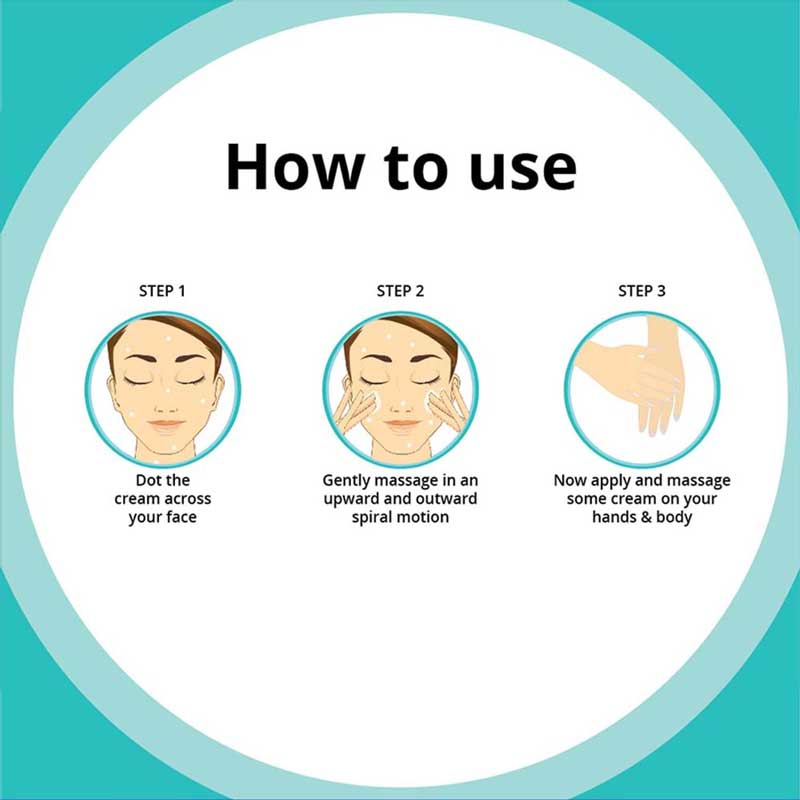 How to use
STEP 1
Dot the
cream across
your face
STEP 2
Gently massage in an
upward and outward
spiral motion
STEP 3
Now apply and massage
some cream on your
hands & body